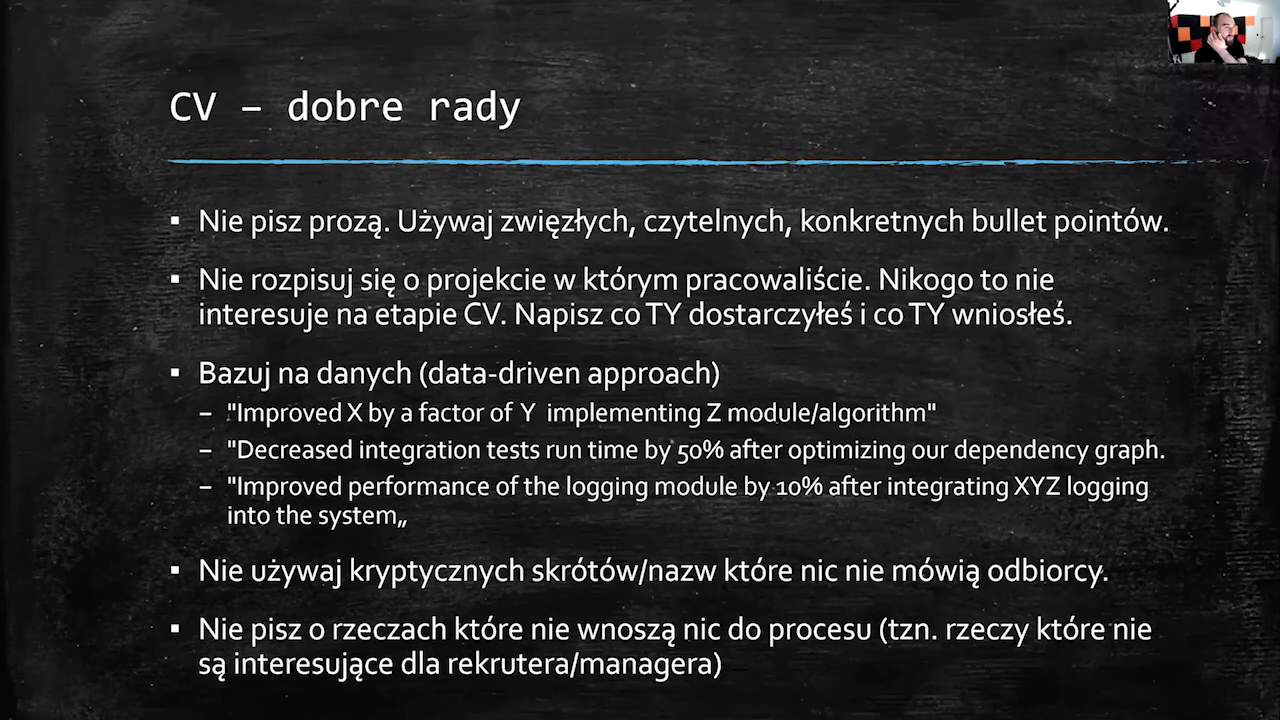 CV – dobre rady
▪ Nie pisz prozą. Używaj zwięzłych, czytelnych, konkretnych bullet pointów.
▪ Nie rozpisuj się o projekcie w którym pracowaliście. Nikogo to nie
interesuje na etapie CV. Napisz co TY dostarczyłeś i co TY wniosłeś.
▪ Bazuj na danych (data-driven approach)
– "Improved X by a factor of Y implementing Z module/algorithm"
– "Decreased integration tests run time by 50% after optimizing our dependency graph.
– "Improved performance of the logging module by 10% after integrating XYZ logging
into the system„
▪ Nie używaj kryptycznych skrótów/nazw które nic nie mówią odbiorcy.
▪ Nie pisz o rzeczach które nie wnoszą nic do procesu (tzn. rzeczy które nie
są interesujące dla rekrutera/managera)